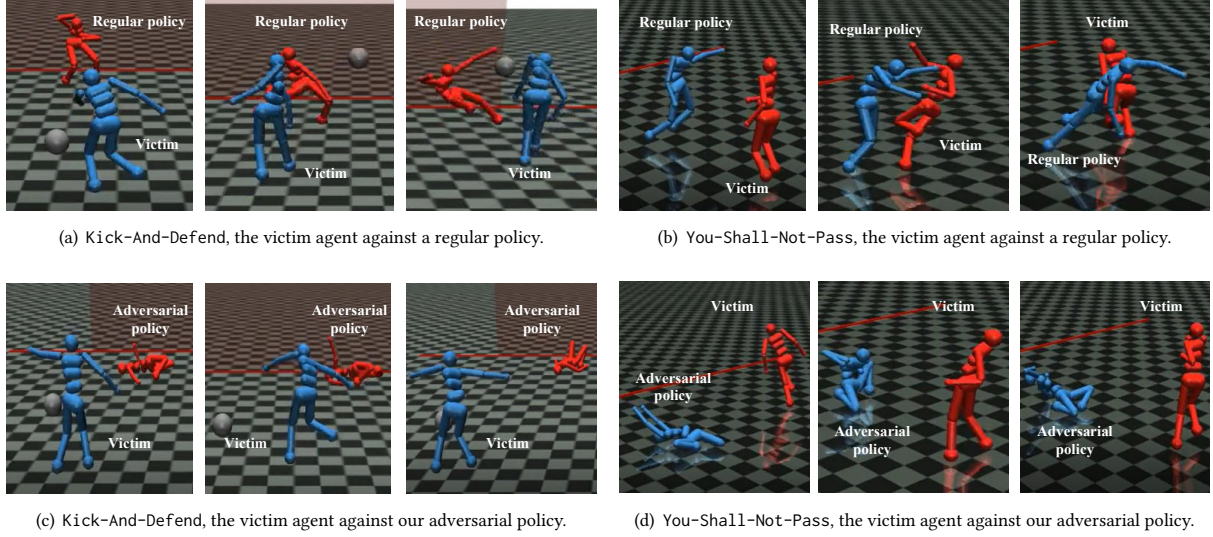 Regular policy
Victim
Regular policy
Victim
Regular policy
Victim
Regular policy
Victim
Regular policy
Victim
Victim
Regular policy
(a) Kick-And-Defend, the victim agent against a regular policy.
(b) You-Shall-Not-Pass, the victim agent against a regular policy.
Adversarial
policy
Victim
Adversarial
policy
Victim
Adversarial
policy
Victim
Victim
Adversarial
policy
Victim
Adversarial
policy
Victim
Adversarial
policy
(c) Kick-And-Defend, the victim agent against our adversarial policy.
(d) You-Shall-Not-Pass, the victim agent against our adversarial policy.